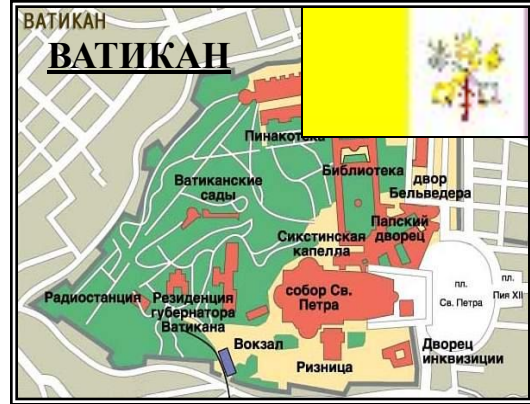 ВАТИКАН
ВАТИКАН
Пинакотека
Библиотека
двор
Бельведера
Ватиканские
сады
Папский
дворец
Сикстинская
капелла
Радиостанция
Резиденция
губернатора
Ватикана
собор Св.
Петра
пл.
Св. Петра
пл.
Пия XII
Вокзал
Ризница
Дворец
инквизиции